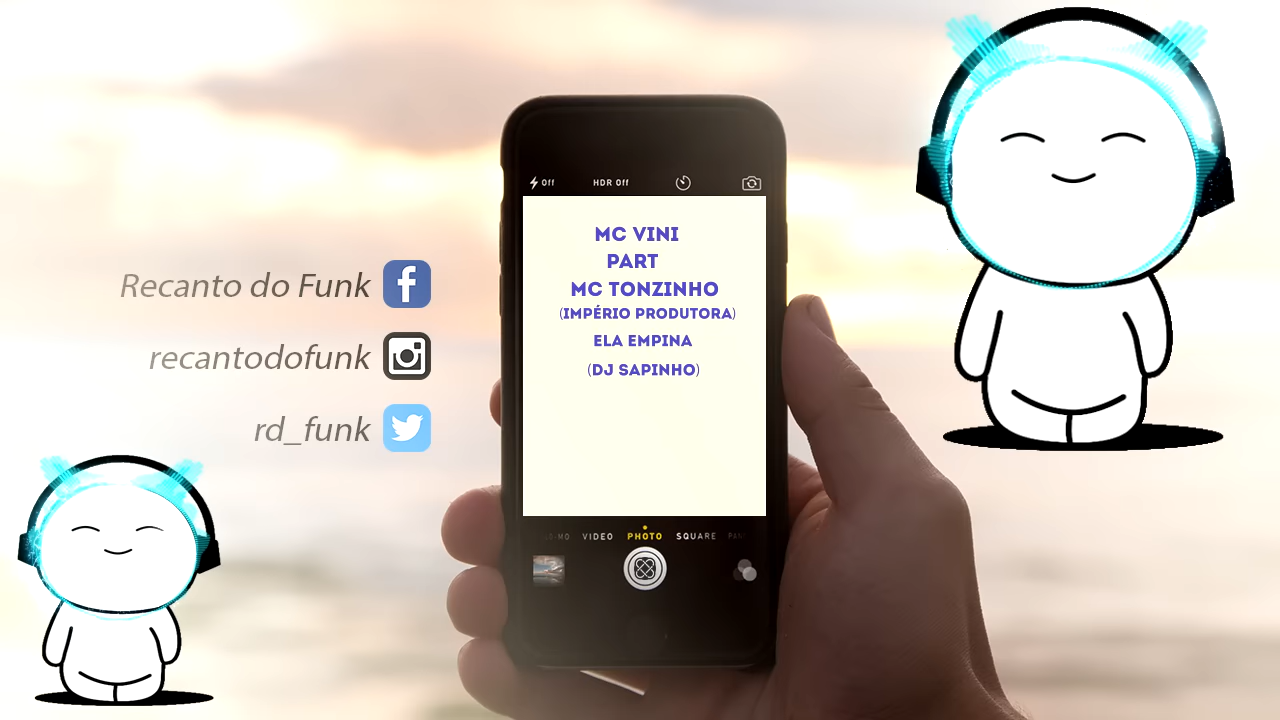 Off
HDR Off
MC VINI
PART
MC TONZINHO
(IMPÉRIO PRODUTORA)
ELA EMPINA
(DJ SAPINHO)
Recanto do Funk
recantodofunk
rd_funk
VIDEO PHOTO SQUARE